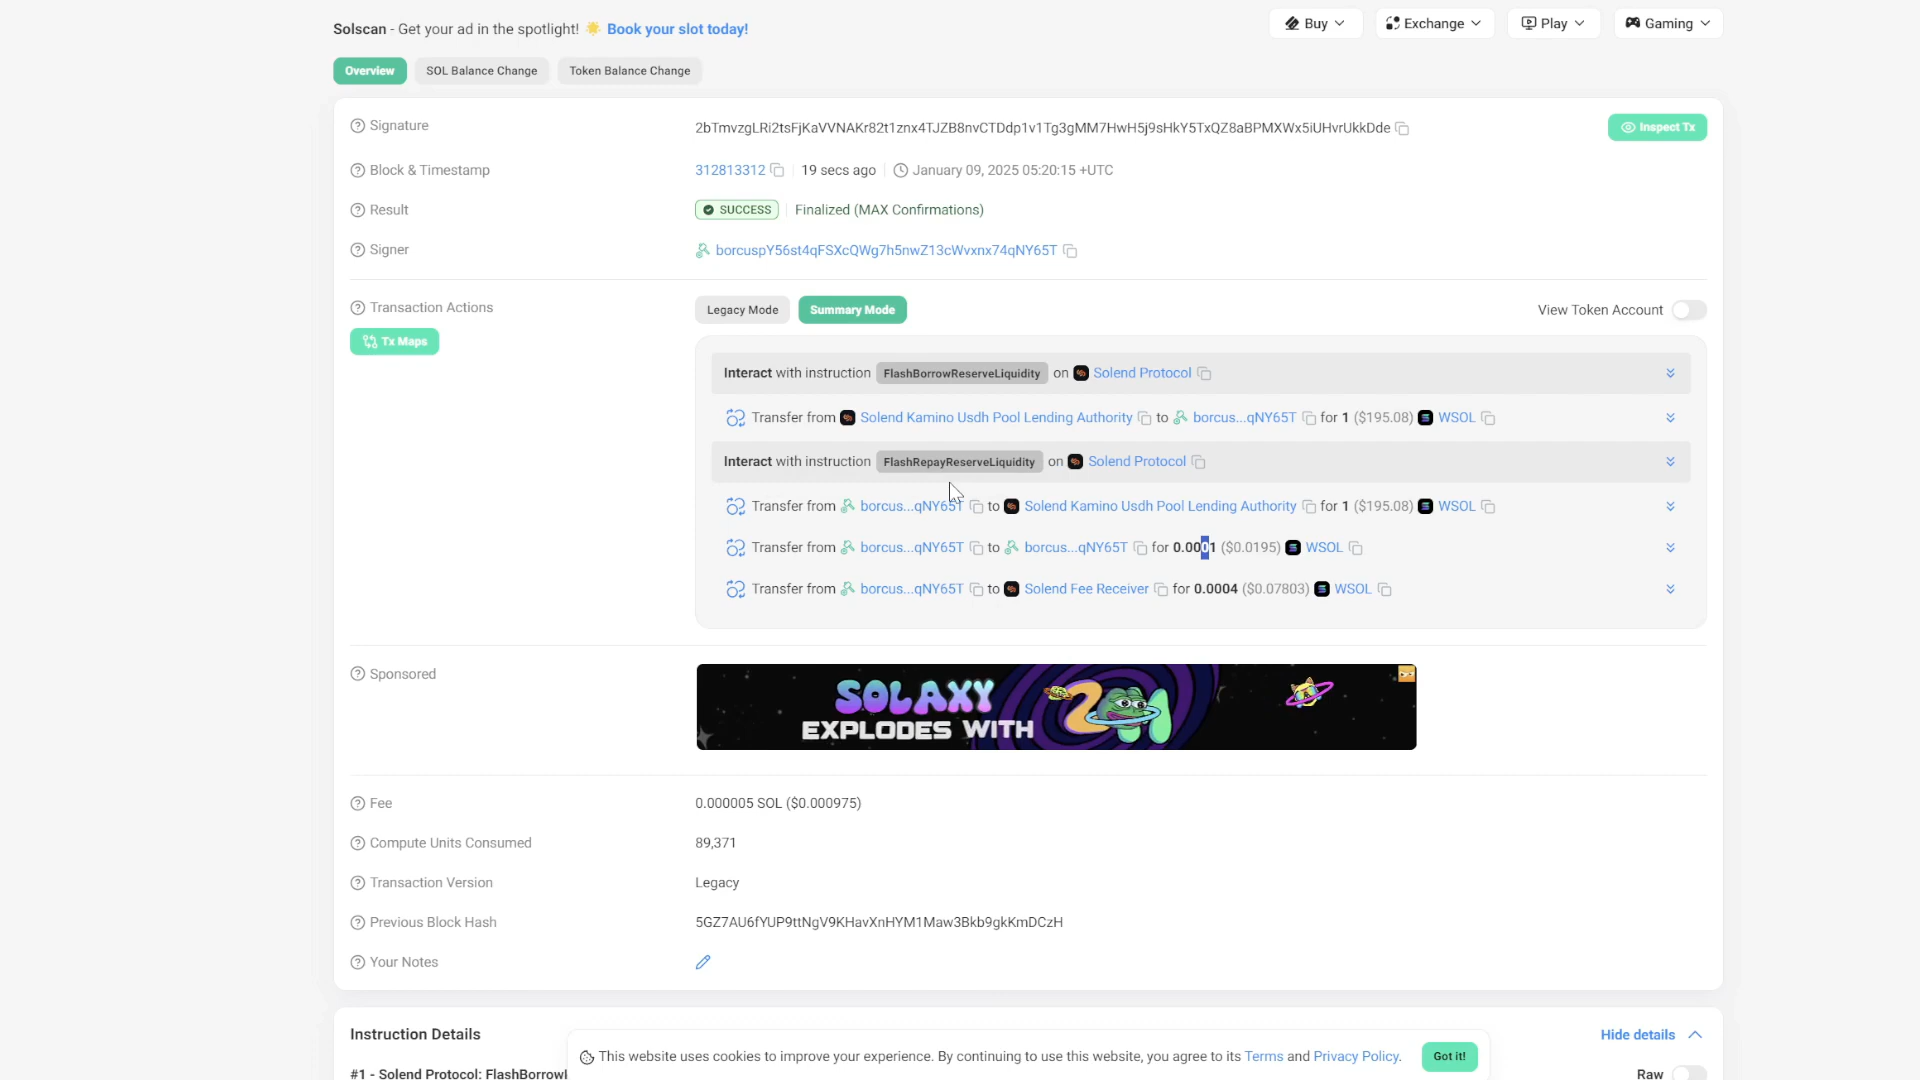 Solscan - Get your ad in the spotlight! 🌟 Book your slot today!
Buy Exchange Play Gaming
Overview SOL Balance Change Token Balance Change
Signature 2bTmvzgLRi2tsFjKaVVNAKr82t1znx4TJZB8nvCTDdp1v1Tg3gMM7HwH5j9sHkY5TxQZ8aBPMXWx5iUHvrUkkDde Inspect Tx
Block & Timestamp 312813312 19 secs ago January 09, 2025 05:20:15 +UTC
Result SUCCESS Finalized (MAX Confirmations)
Signer borcuspY56st4qFSXcQWg7h5nwZ13cWvxnx74qNY65T
Transaction Actions Legacy Mode Summary Mode View Token Account
Tx Maps
Interact with instruction FlashBorrowReserveLiquidity on Solend Protocol
Transfer from Solend Kamino Usdh Pool Lending Authority to borcus...qNY65T for 1 ($195.08) WSOL
Interact with instruction FlashRepayReserveLiquidity on Solend Protocol
Transfer from borcus...qNY65T to Solend Kamino Usdh Pool Lending Authority for 1 ($195.08) WSOL
Transfer from borcus...qNY65T to borcus...qNY65T for 0.0001 ($0.0195) WSOL
Transfer from borcus...qNY65T to Solend Fee Receiver for 0.0004 ($0.07803) WSOL
Sponsored
SOLAXY
EXPLODES WITH
Fee 0.000005 SOL ($0.000975)
Compute Units Consumed 89,371
Transaction Version Legacy
Previous Block Hash 5GZ7AU6fYUP9ttNgV9KHavXnHYM1Maw3Bkb9gkKmDCzH
Your Notes
Instruction Details Hide details
This website uses cookies to improve your experience. By continuing to use this website, you agree to its Terms and Privacy Policy. Got it!
#1 - Solend Protocol: FlashBorrow Raw